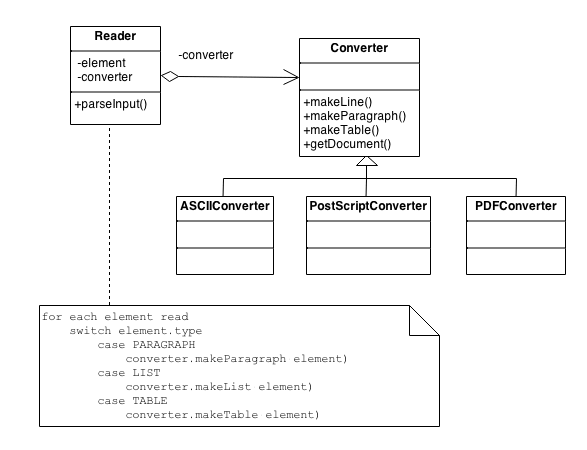 Reader
-element
-converter
+parseInput()
-converter
Converter
+makeLine()
+makeParagraph()
+makeTable()
+getDocument()
ASCIIConverter
PostScriptConverter
PDFConverter
for each element read
    switch element.type
        case PARAGRAPH
            converter.makeParagraph element)
        case LIST
            converter.makeList element)
        case TABLE
            converter.makeTable element)